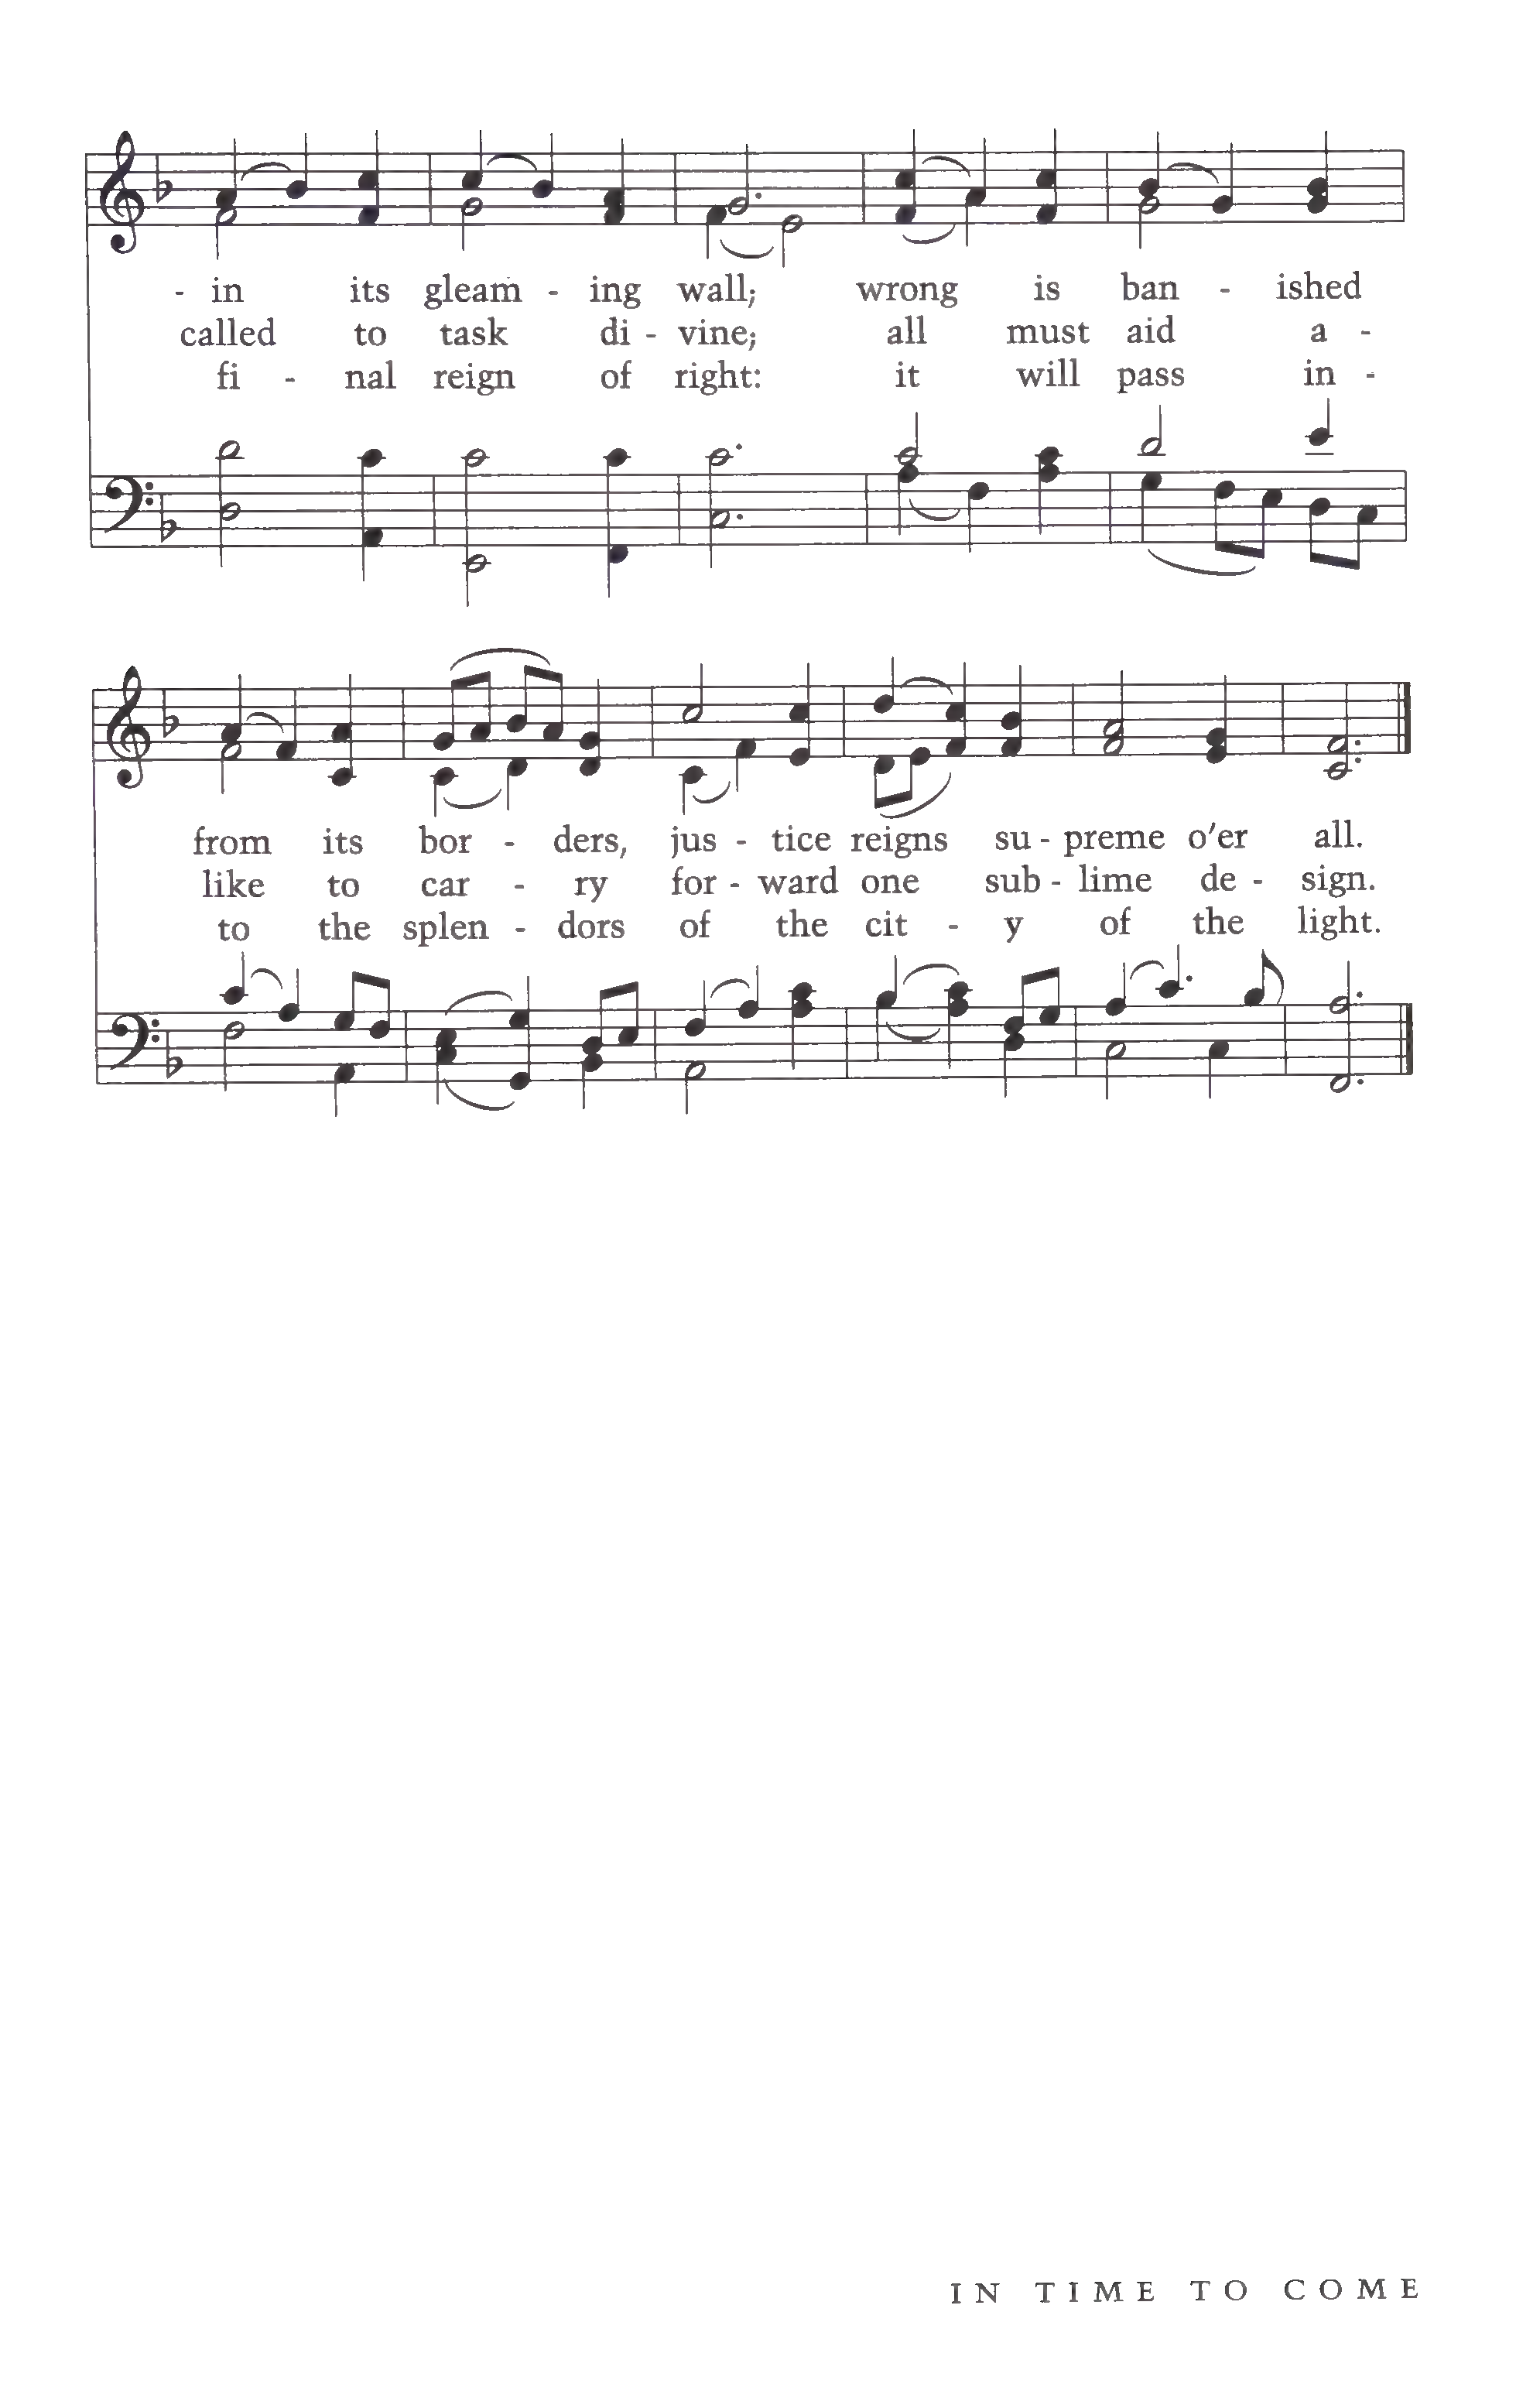 - in its gleam - ing wall; wrong is ban - ished
called to task di - vine; all must aid a -
fi - nal reign of right: it will pass in -
from its bor - ders, jus - tice reigns su - preme o'er all.
like to car - ry for - ward one sub - lime de - sign.
to the splen - dors of the cit - y of the light.
IN TIME TO COME